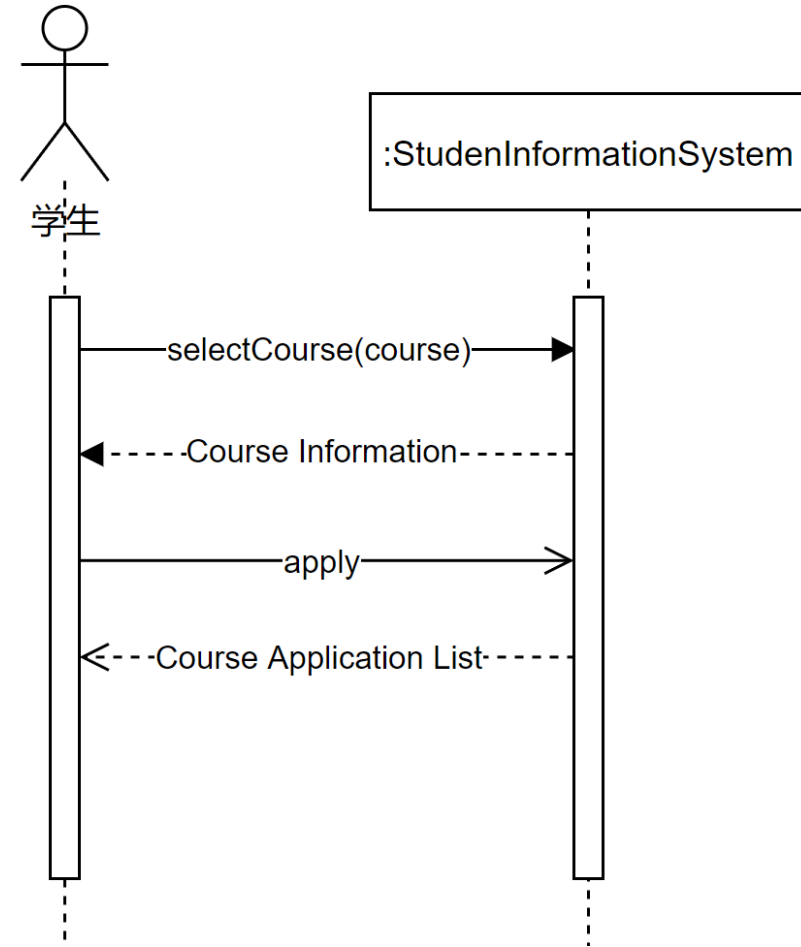 :StudenInformationSystem
学生
selectCourse(course)
Course Information
apply
Course Application List